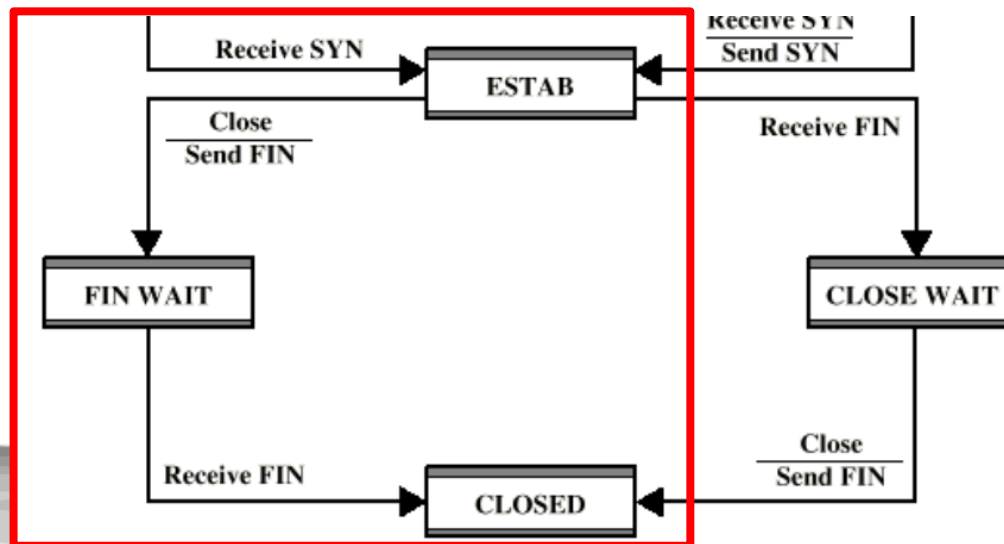 Receive SYN
Receive SYN
Send SYN
ESTAB
Close
Send FIN
Receive FIN
FIN WAIT
CLOSE WAIT
Receive FIN
Close
Send FIN
CLOSED